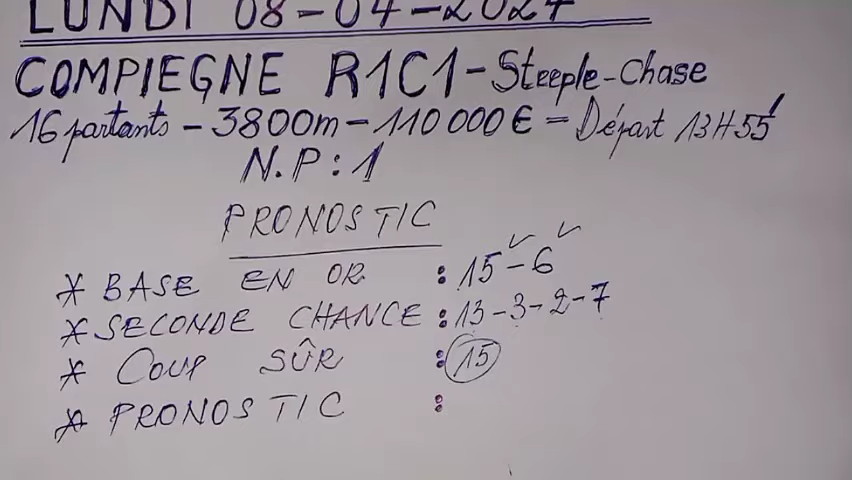 LUNDI 08-04-2024
COMPIEGNE R1C1-Steeple-Chase
16 partants - 3800m - 110 000€ = Départ 13H55'
N.P : 1
PRONOSTIC
* BASE EN OR : 15 - 6
* SECONDE CHANCE : 13 - 3 - 2 - 7
* COUP SÛR : 15
* PRONOSTIC :